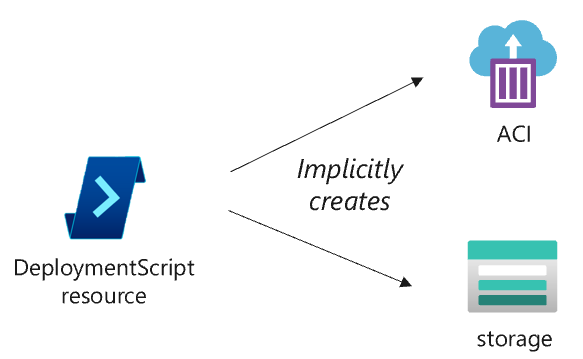 ACI
Implicitly
creates
DeploymentScript
resource
storage